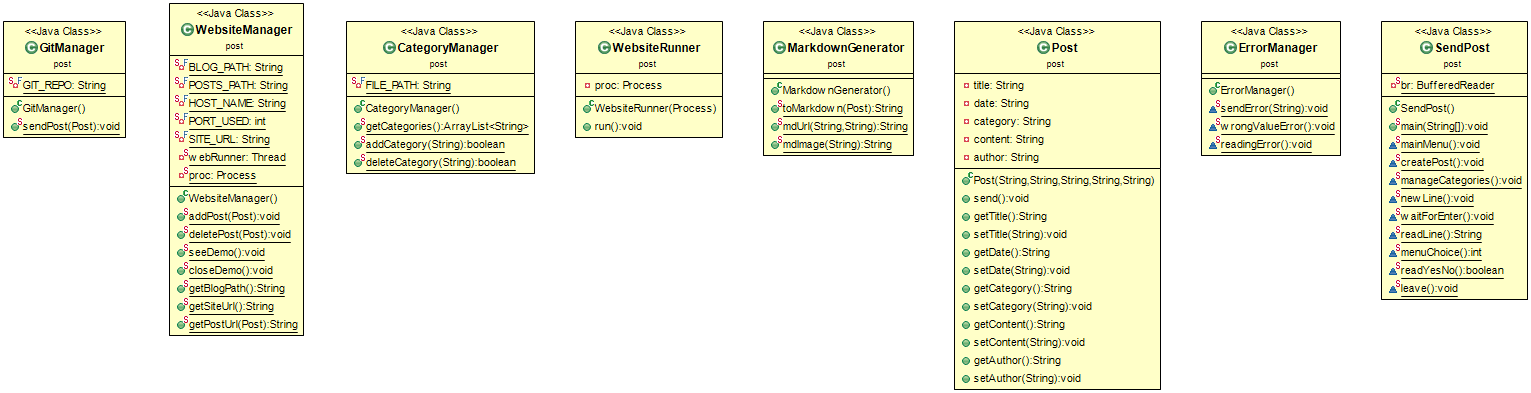 <<Java Class>>
GitManager
post
GIT_REPO: String
GitManager()
sendPost(Post):void
<<Java Class>>
WebsiteManager
post
BLOG_PATH: String
POSTS_PATH: String
HOST_NAME: String
PORT_USED: int
SITE_URL: String
webRunner: Thread
proc: Process
WebsiteManager()
addPost(Post):void
deletePost(Post):void
seeDemo():void
closeDemo():void
getBlogPath():String
getSiteUrl():String
getPostUrl(Post):String
<<Java Class>>
CategoryManager
post
FILE_PATH: String
CategoryManager()
getCategories():ArrayList<String>
addCategory(String):boolean
deleteCategory(String):boolean
<<Java Class>>
WebsiteRunner
post
proc: Process
WebsiteRunner(Process)
run():void
<<Java Class>>
MarkdownGenerator
post
MarkdownGenerator()
toMarkdown(Post):String
mdUrl(String,String):String
mdImage(String):String
<<Java Class>>
Post
post
title: String
date: String
category: String
content: String
author: String
Post(String,String,String,String,String)
send():void
getTitle():String
setTitle(String):void
getDate():String
setDate(String):void
getCategory():String
setCategory(String):void
getContent():String
setContent(String):void
getAuthor():String
setAuthor(String):void
<<Java Class>>
ErrorManager
post
ErrorManager()
sendError(String):void
wrongValueError():void
readingError():void
<<Java Class>>
SendPost
post
br: BufferedReader
SendPost()
main(String[]):void
mainMenu():void
createPost():void
manageCategories():void
newLine():void
waitForEnter():void
readLine():String
menuChoice():int
readYesNo():boolean
leave():void